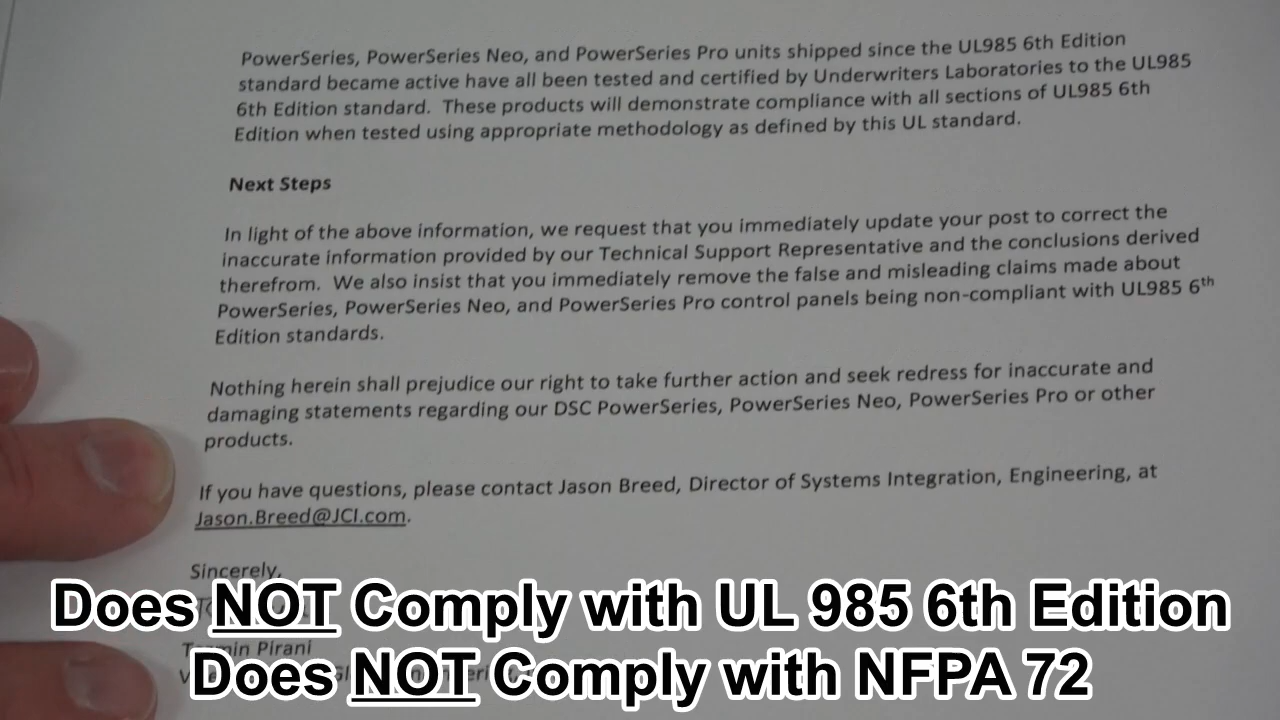 PowerSeries, PowerSeries Neo, and PowerSeries Pro units shipped since the UL985 6th Edition
standard became active have all been tested and certified by Underwriters Laboratories to the UL985
6th Edition standard. These products will demonstrate compliance with all sections of UL985 6th
Edition when tested using appropriate methodology as defined by this UL standard.
Next Steps
In light of the above information, we request that you immediately update your post to correct the
inaccurate information provided by our Technical Support Representative and the conclusions derived
therefrom. We also insist that you immediately remove the false and misleading claims made about
PowerSeries, PowerSeries Neo, and PowerSeries Pro control panels being non-compliant with UL985 6th
Edition standards.
Nothing herein shall prejudice our right to take further action and seek redress for inaccurate and
damaging statements regarding our DSC PowerSeries, PowerSeries Neo, PowerSeries Pro or other
products.
If you have questions, please contact Jason Breed, Director of Systems Integration, Engineering, at
Jason.Breed@JCI.com.
Sincerely,
Does NOT Comply with UL 985 6th Edition
Pirani
Does NOT Comply with NFPA 72